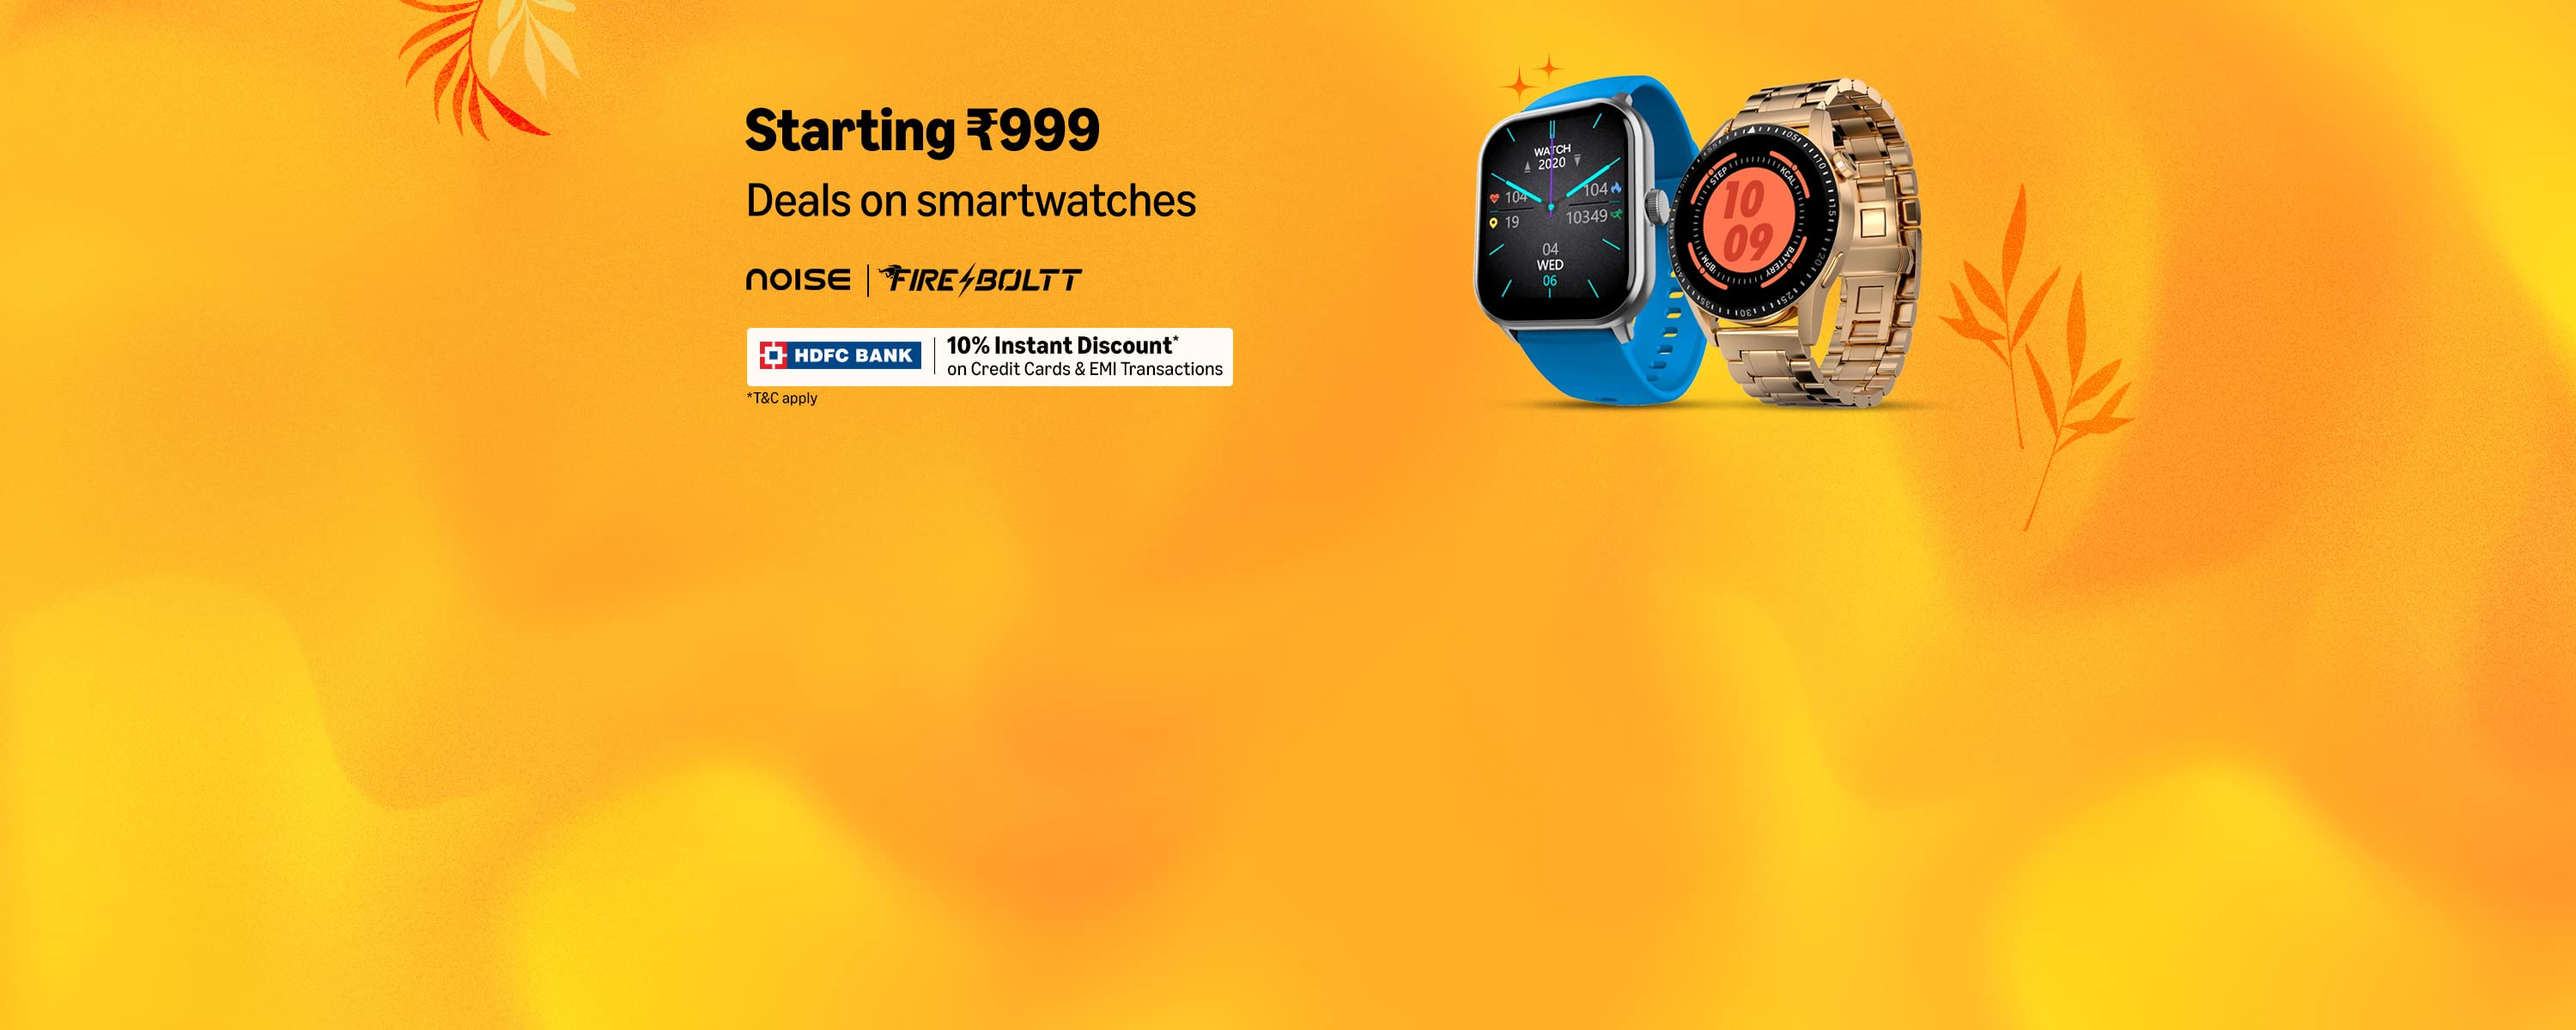 Starting ₹999
Deals on smartwatches
NOISE | FIRE BOLTT
HDFC BANK
10% Instant Discount*
on Credit Cards & EMI Transactions
*T&C apply
WATCH
2020
104
104
19
10349
04
WED
06
STEP
KCAL
10
09
BPM
BATTERY